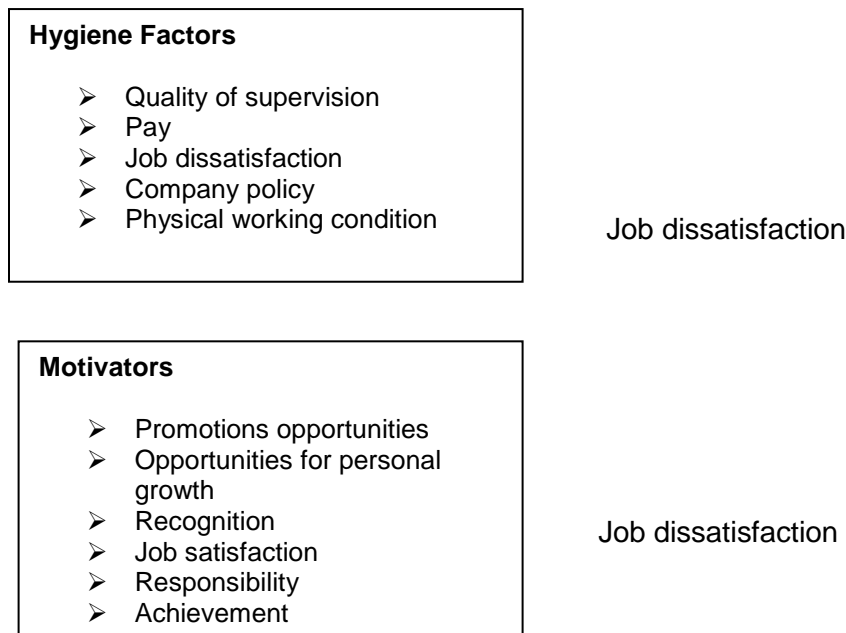 Hygiene Factors
➢ Quality of supervision
➢ Pay
➢ Job dissatisfaction
➢ Company policy
➢ Physical working condition
Job dissatisfaction
Motivators
➢ Promotions opportunities
➢ Opportunities for personal
growth
➢ Recognition
➢ Job satisfaction
➢ Responsibility
➢ Achievement
Job dissatisfaction